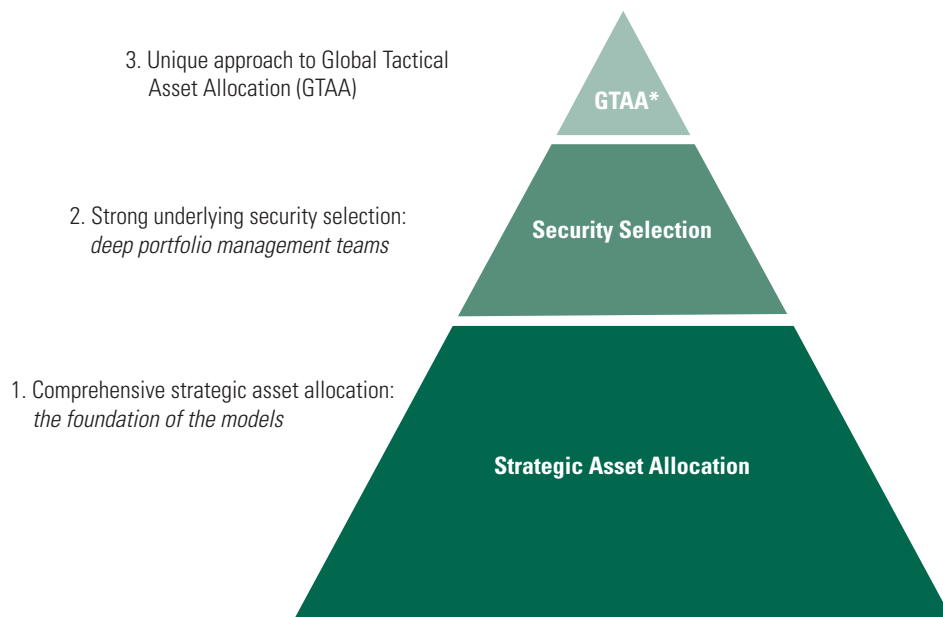 3. Unique approach to Global Tactical
Asset Allocation (GTAA)
GTAA*
2. Strong underlying security selection:
deep portfolio management teams
Security Selection
1. Comprehensive strategic asset allocation:
the foundation of the models
Strategic Asset Allocation